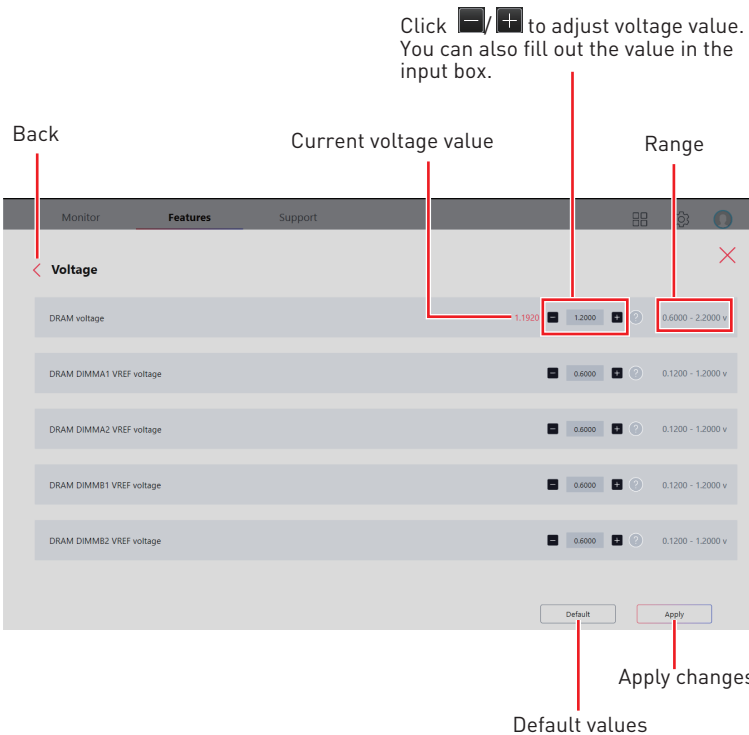 Click - / + to adjust voltage value.
You can also fill out the value in the
input box.
Back
Current voltage value
Range
Monitor Features Support
< Voltage
DRAM voltage 1.1920 - 1.2000 + ? 0.6000 - 2.2000 v
DRAM DIMMA1 VREF voltage - 0.6000 + ? 0.1200 - 1.2000 v
DRAM DIMMA2 VREF voltage - 0.6000 + ? 0.1200 - 1.2000 v
DRAM DIMMB1 VREF voltage - 0.6000 + ? 0.1200 - 1.2000 v
DRAM DIMMB2 VREF voltage - 0.6000 + ? 0.1200 - 1.2000 v
Default Apply
Apply changes
Default values